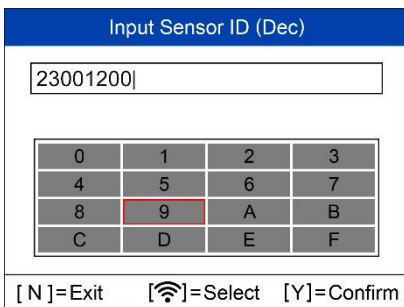 Input Sensor ID (Dec)
23001200
0 1 2 3
4 5 6 7
8 9 A B
C D E F
[ N ]=Exit []=Select [Y]=Confirm